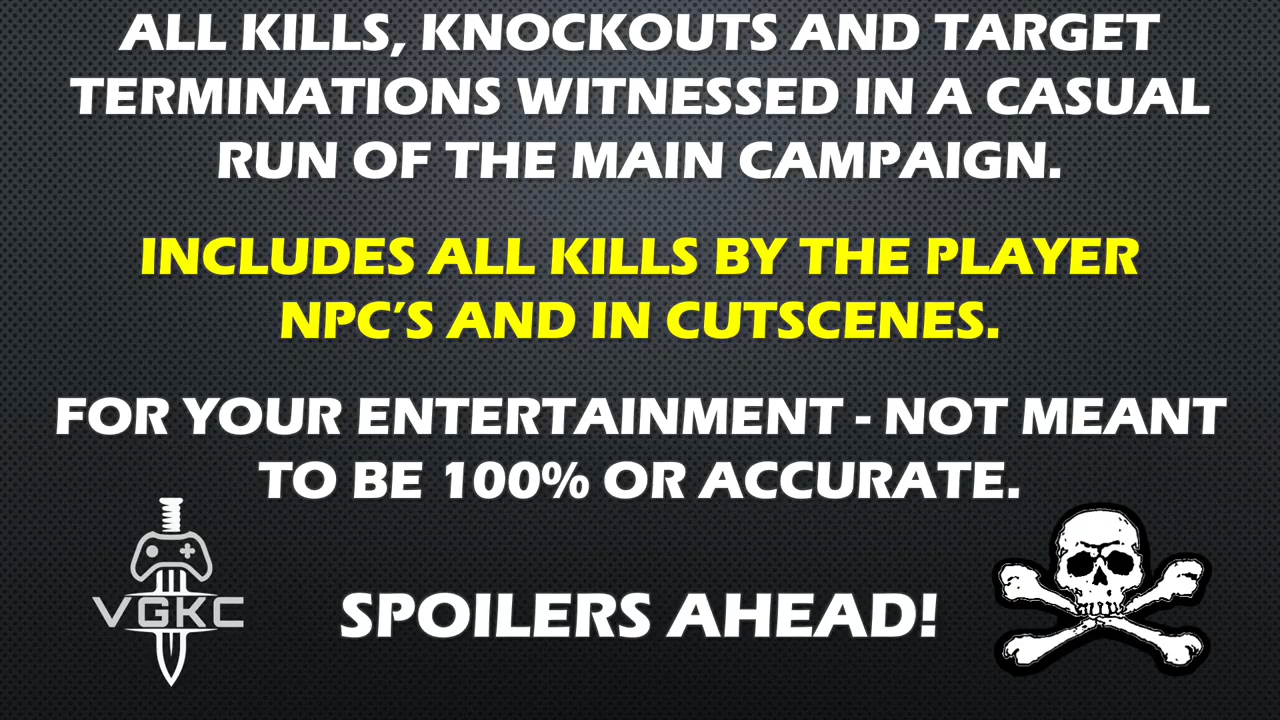 ALL KILLS, KNOCKOUTS AND TARGET
TERMINATIONS WITNESSED IN A CASUAL
RUN OF THE MAIN CAMPAIGN.
INCLUDES ALL KILLS BY THE PLAYER
NPC'S AND IN CUTSCENES.
FOR YOUR ENTERTAINMENT - NOT MEANT
TO BE 100% OR ACCURATE.
VGKC
SPOILERS AHEAD!